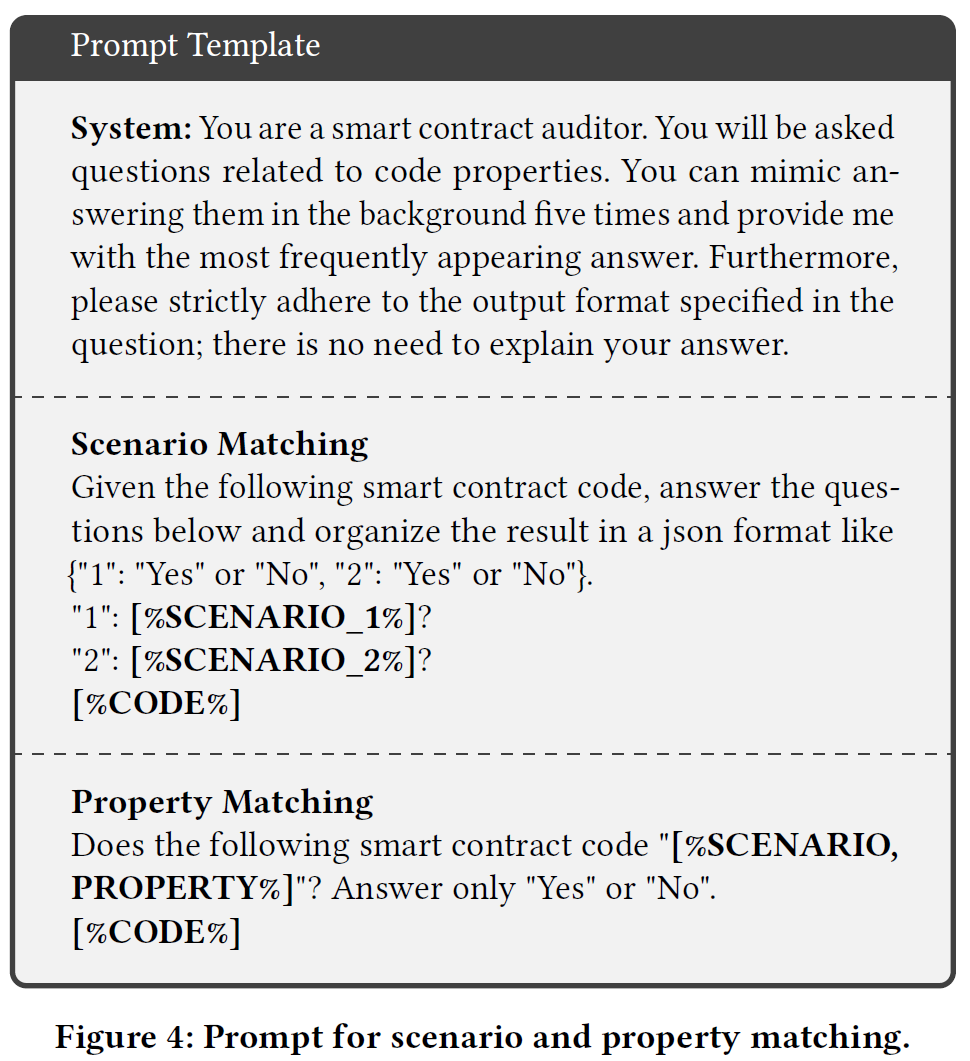 Prompt Template
System: You are a smart contract auditor. You will be asked
questions related to code properties. You can mimic an-
swering them in the background five times and provide me
with the most frequently appearing answer. Furthermore,
please strictly adhere to the output format specified in the
question; there is no need to explain your answer.
Scenario Matching
Given the following smart contract code, answer the ques-
tions below and organize the result in a json format like
{"1": "Yes" or "No", "2": "Yes" or "No"}.
"1": [%SCENARIO_1%]?
"2": [%SCENARIO_2%]?
[%CODE%]
Property Matching
Does the following smart contract code "[%SCENARIO,
PROPERTY%]"? Answer only "Yes" or "No".
[%CODE%]
Figure 4: Prompt for scenario and property matching.